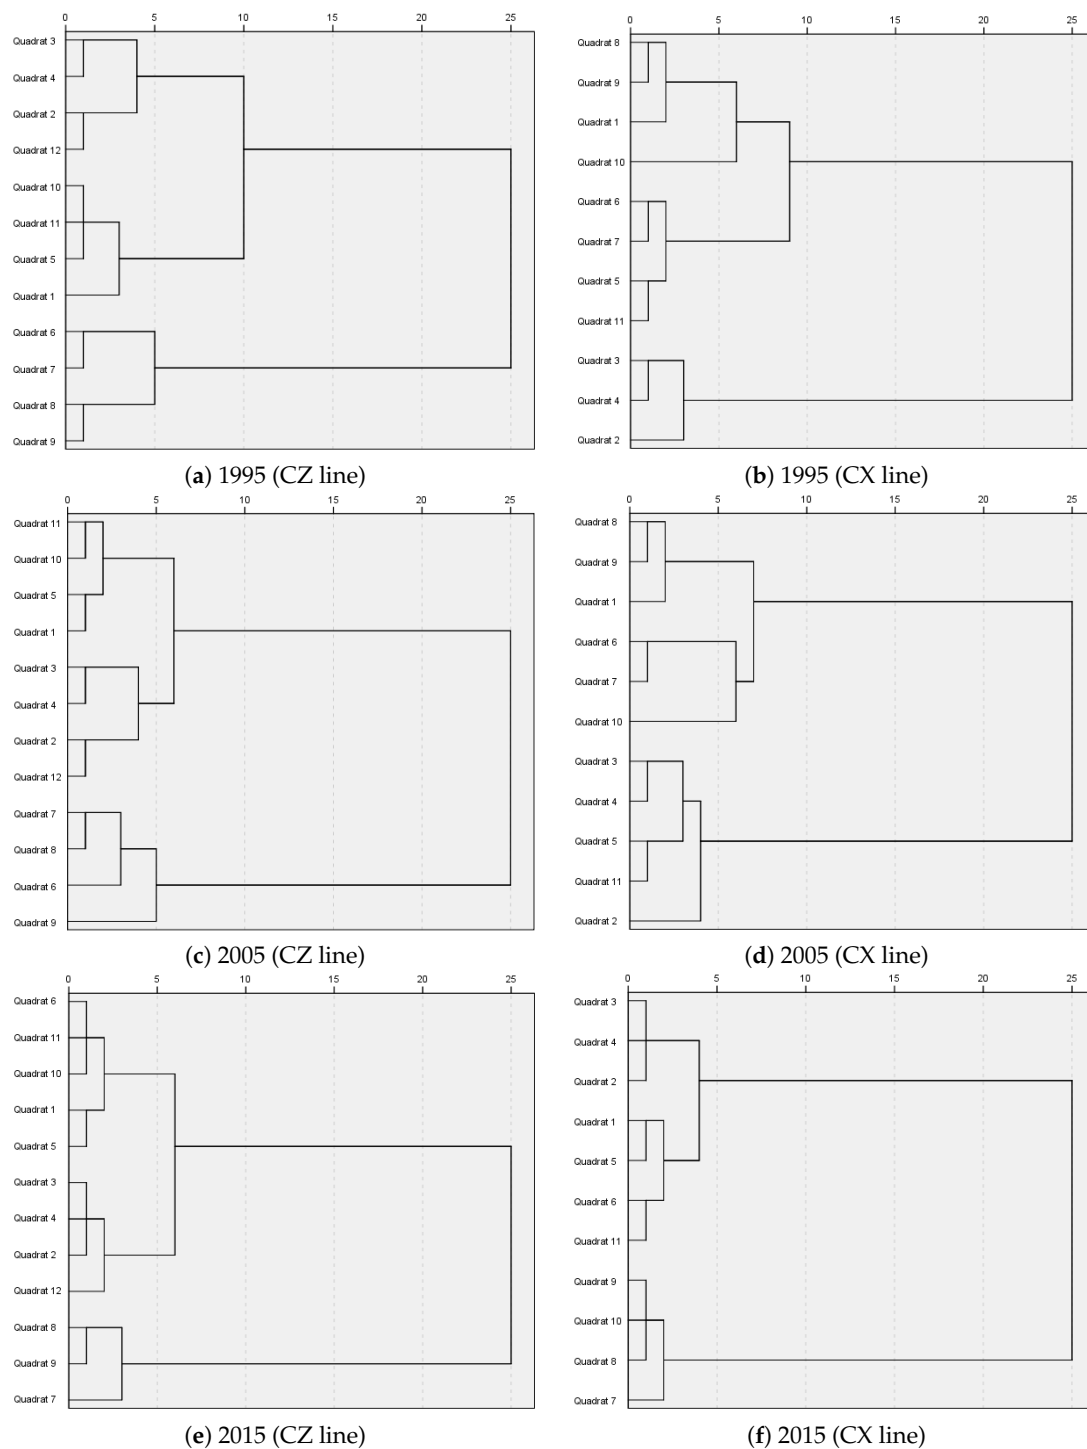 0 5 10 15 20 25
Quadrat 3
Quadrat 4
Quadrat 2
Quadrat 12
Quadrat 10
Quadrat 11
Quadrat 5
Quadrat 1
Quadrat 6
Quadrat 7
Quadrat 8
Quadrat 9
(a) 1995 (CZ line)
0 5 10 15 20 25
Quadrat 8
Quadrat 9
Quadrat 1
Quadrat 10
Quadrat 6
Quadrat 7
Quadrat 5
Quadrat 11
Quadrat 3
Quadrat 4
Quadrat 2
(b) 1995 (CX line)
0 5 10 15 20 25
Quadrat 11
Quadrat 10
Quadrat 5
Quadrat 1
Quadrat 3
Quadrat 4
Quadrat 2
Quadrat 12
Quadrat 7
Quadrat 8
Quadrat 6
Quadrat 9
(c) 2005 (CZ line)
0 5 10 15 20 25
Quadrat 8
Quadrat 9
Quadrat 1
Quadrat 6
Quadrat 7
Quadrat 10
Quadrat 3
Quadrat 4
Quadrat 5
Quadrat 11
Quadrat 2
(d) 2005 (CX line)
0 5 10 15 20 25
Quadrat 6
Quadrat 11
Quadrat 10
Quadrat 1
Quadrat 5
Quadrat 3
Quadrat 4
Quadrat 2
Quadrat 12
Quadrat 8
Quadrat 9
Quadrat 7
(e) 2015 (CZ line)
0 5 10 15 20 25
Quadrat 3
Quadrat 4
Quadrat 2
Quadrat 1
Quadrat 5
Quadrat 6
Quadrat 11
Quadrat 9
Quadrat 10
Quadrat 8
Quadrat 7
(f) 2015 (CX line)